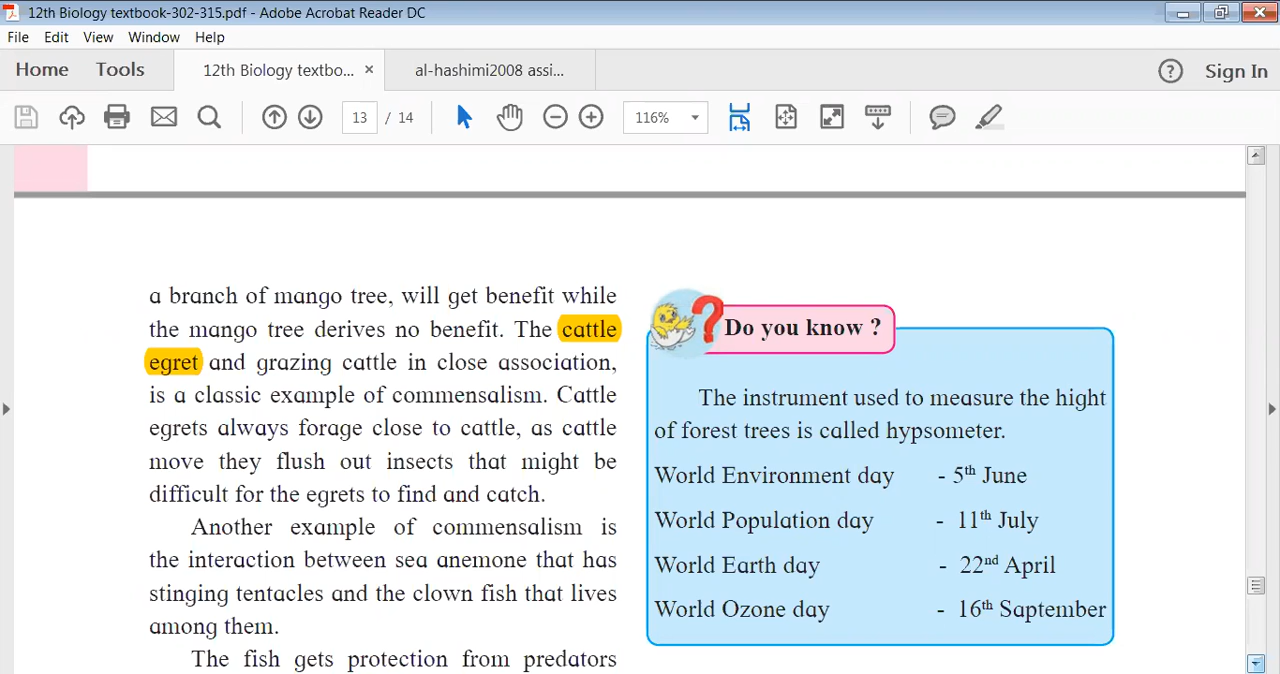 12th Biology textbook-302-315.pdf - Adobe Acrobat Reader DC
File Edit View Window Help
Home Tools 12th Biology textbo... × al-hashimi2008 assi... Sign In
13 / 14 116%
a branch of mango tree, will get benefit while
the mango tree derives no benefit. The cattle
egret and grazing cattle in close association,
is a classic example of commensalism. Cattle
egrets always forage close to cattle, as cattle
move they flush out insects that might be
difficult for the egrets to find and catch.
Another example of commensalism is
the interaction between sea anemone that has
stinging tentacles and the clown fish that lives
among them.
The fish gets protection from predators
Do you know ?
The instrument used to measure the hight
of forest trees is called hypsometer.
World Environment day - 5th June
World Population day - 11th July
World Earth day - 22nd April
World Ozone day - 16th Saptember